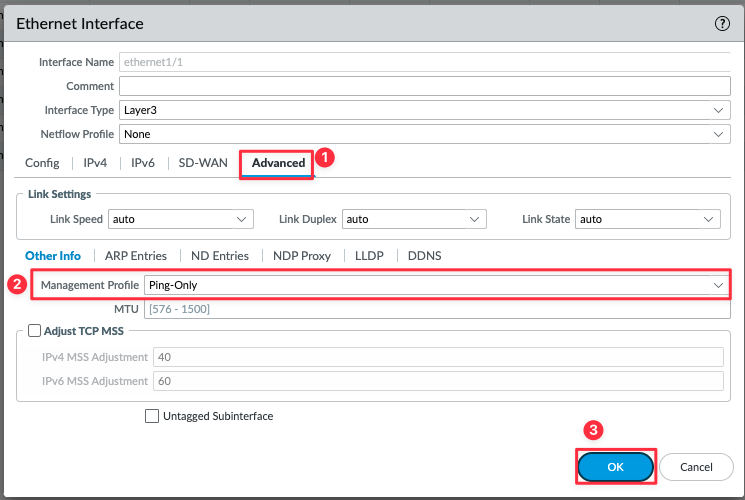 Ethernet Interface ?
Interface Name ethernet1/1
Comment
Interface Type Layer3
Netflow Profile None
Config IPv4 IPv6 SD-WAN Advanced 1
Link Settings
Link Speed auto Link Duplex auto Link State auto
Other Info ARP Entries ND Entries NDP Proxy LLDP DDNS
2 Management Profile Ping-Only
MTU [576 - 1500]
Adjust TCP MSS
IPv4 MSS Adjustment 40
IPv6 MSS Adjustment 60
Untagged Subinterface
3
OK Cancel